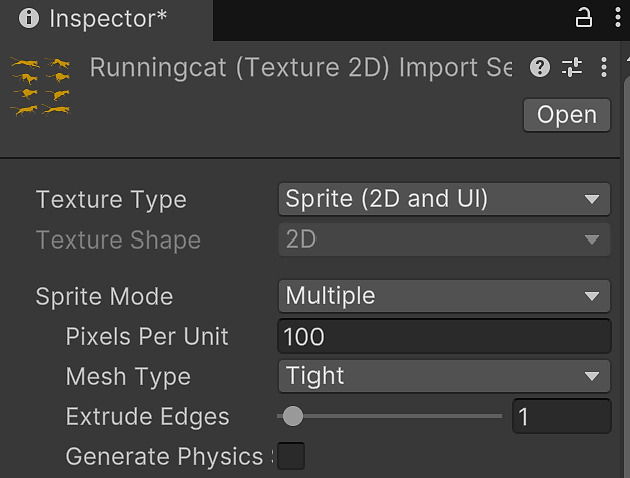 Inspector*
Runningcat (Texture 2D) Import Se
Open
Texture Type Sprite (2D and UI)
Texture Shape 2D
Sprite Mode Multiple
Pixels Per Unit 100
Mesh Type Tight
Extrude Edges 1
Generate Physics